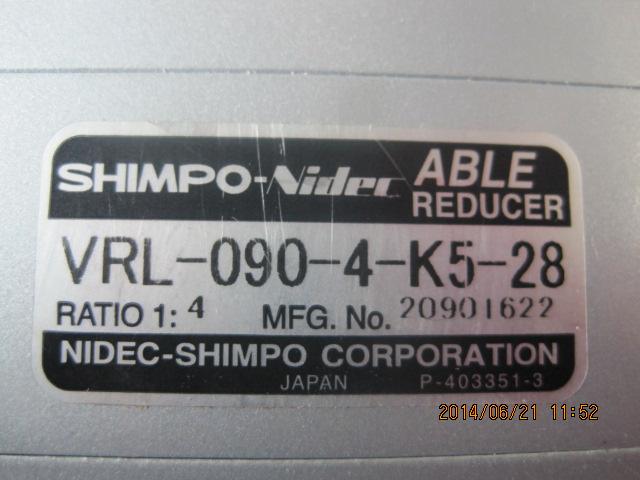 SHIMPO-Nidec ABLE REDUCER
VRL-090-4-K5-28
RATIO 1: 4 MFG. No. 20901622
NIDEC-SHIMPO CORPORATION
JAPAN P-403351-3
2014/06/21 11:52